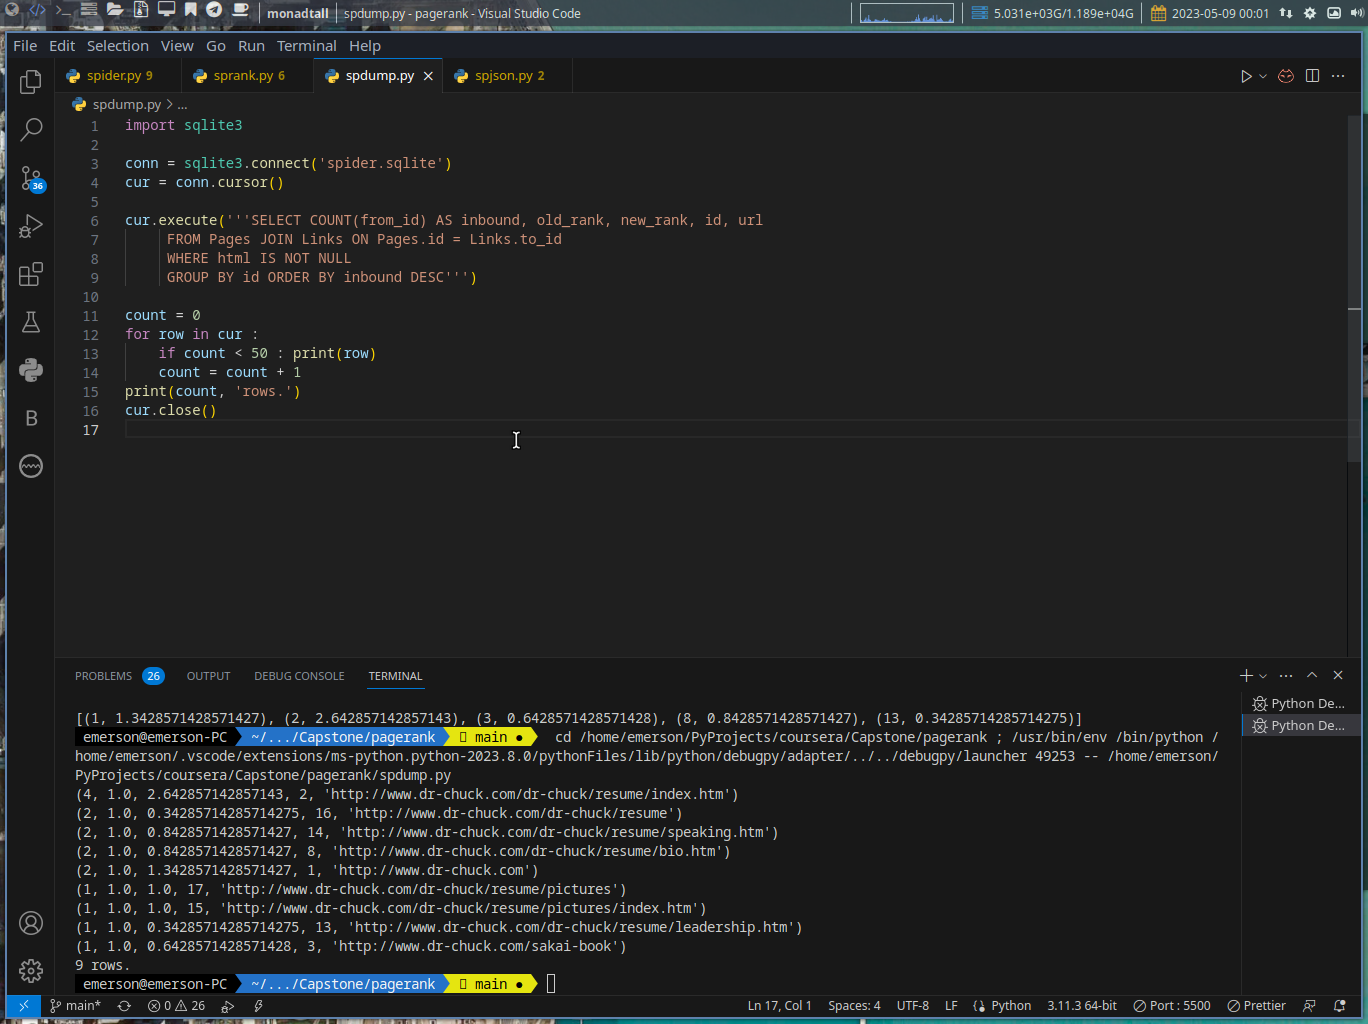 monadtall spdump.py - pagerank - Visual Studio Code 5.031e+03G/1.189e+04G 2023-05-09 00:01
File Edit Selection View Go Run Terminal Help
spider.py 9 sprank.py 6 spdump.py spjson.py 2
spdump.py > ...
1 import sqlite3
2
3 conn = sqlite3.connect('spider.sqlite')
4 cur = conn.cursor()
5
6 cur.execute('''SELECT COUNT(from_id) AS inbound, old_rank, new_rank, id, url
7 FROM Pages JOIN Links ON Pages.id = Links.to_id
8 WHERE html IS NOT NULL
9 GROUP BY id ORDER BY inbound DESC''')
10
11 count = 0
12 for row in cur :
13 if count < 50 : print(row)
14 count = count + 1
15 print(count, 'rows.')
16 cur.close()
17
36
B
PROBLEMS 26 OUTPUT DEBUG CONSOLE TERMINAL
Python De...
Python De...
[(1, 1.3428571428571427), (2, 2.642857142857143), (3, 0.6428571428571428), (8, 0.8428571428571427), (13, 0.34285714285714275)]
emerson@emerson-PC ~/.../Capstone/pagerank main ● cd /home/emerson/PyProjects/coursera/Capstone/pagerank ; /usr/bin/env /bin/python /
home/emerson/.vscode/extensions/ms-python.python-2023.8.0/pythonFiles/lib/python/debugpy/adapter/../../debugpy/launcher 49253 -- /home/emerson/
PyProjects/coursera/Capstone/pagerank/spdump.py
(4, 1.0, 2.642857142857143, 2, 'http://www.dr-chuck.com/dr-chuck/resume/index.htm')
(2, 1.0, 0.34285714285714275, 16, 'http://www.dr-chuck.com/dr-chuck/resume')
(2, 1.0, 0.8428571428571427, 14, 'http://www.dr-chuck.com/dr-chuck/resume/speaking.htm')
(2, 1.0, 0.8428571428571427, 8, 'http://www.dr-chuck.com/dr-chuck/resume/bio.htm')
(2, 1.0, 1.3428571428571427, 1, 'http://www.dr-chuck.com')
(1, 1.0, 1.0, 17, 'http://www.dr-chuck.com/dr-chuck/resume/pictures')
(1, 1.0, 1.0, 15, 'http://www.dr-chuck.com/dr-chuck/resume/pictures/index.htm')
(1, 1.0, 0.34285714285714275, 13, 'http://www.dr-chuck.com/dr-chuck/resume/leadership.htm')
(1, 1.0, 0.6428571428571428, 3, 'http://www.dr-chuck.com/sakai-book')
9 rows.
emerson@emerson-PC ~/.../Capstone/pagerank main ●
main* 0 26 Ln 17, Col 1 Spaces: 4 UTF-8 LF Python 3.11.3 64-bit Port : 5500 Prettier